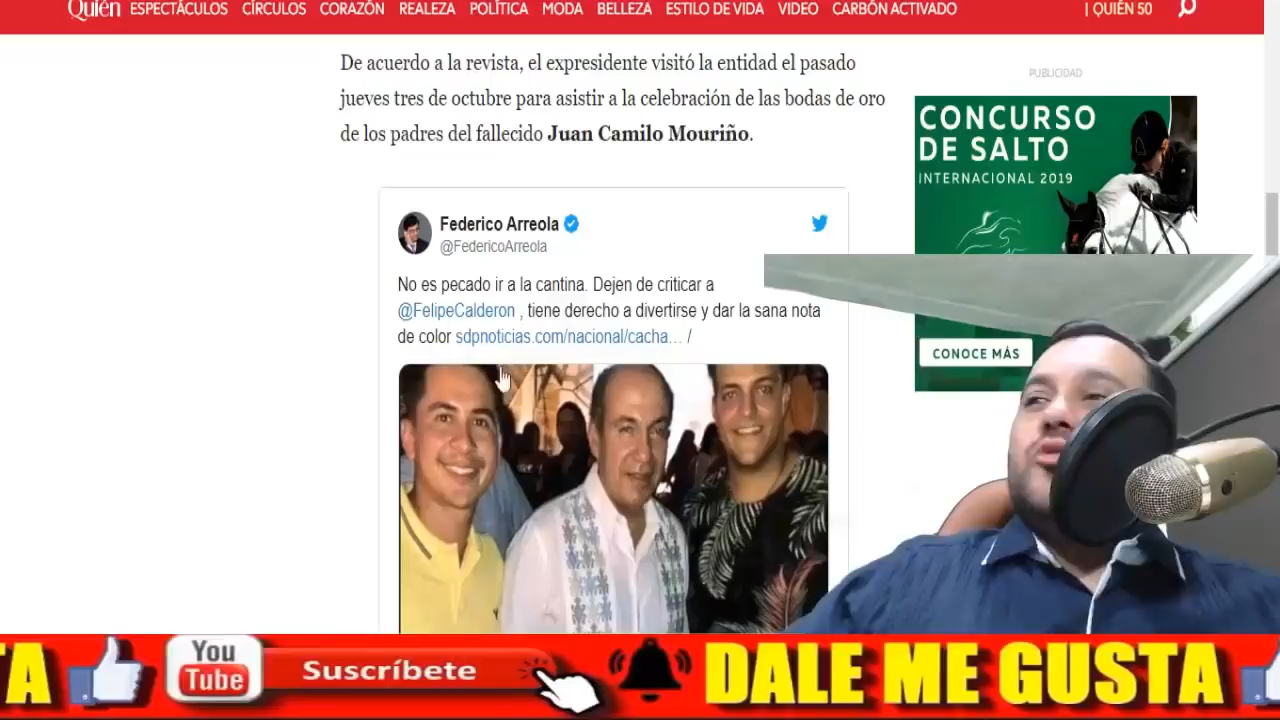 Quién ESPECTÁCULOS CÍRCULOS CORAZÓN REALEZA POLÍTICA MODA BELLEZA ESTILO DE VIDA VIDEO CARBÓN ACTIVADO | QUIÉN 50
De acuerdo a la revista, el expresidente visitó la entidad el pasado
jueves tres de octubre para asistir a la celebración de las bodas de oro
de los padres del fallecido Juan Camilo Mouriño.
PUBLICIDAD
CONCURSO
DE SALTO
INTERNACIONAL 2019
CONOCE MÁS
Federico Arreola
@FedericoArreola
No es pecado ir a la cantina. Dejen de criticar a
@FelipeCalderon , tiene derecho a divertirse y dar la sana nota
de color sdpnoticias.com/nacional/cacha… /
TA
You
Tube
Suscríbete
DALE ME GUSTA